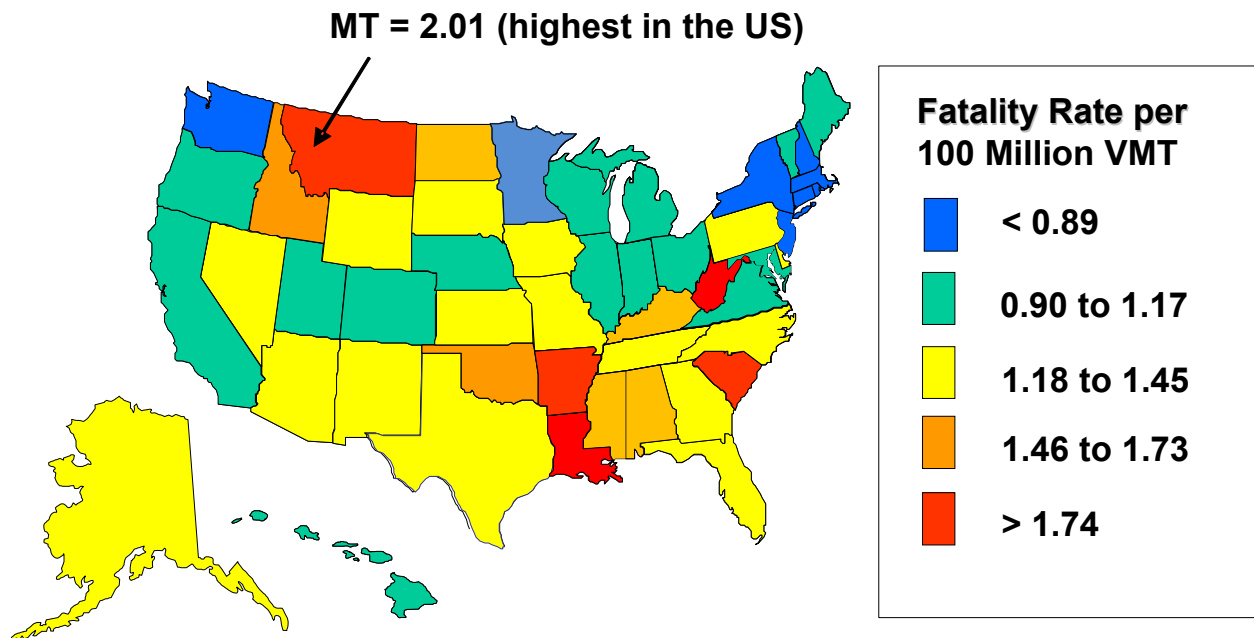 MT = 2.01 (highest in the US)
Fatality Rate per
100 Million VMT
< 0.89
0.90 to 1.17
1.18 to 1.45
1.46 to 1.73
> 1.74